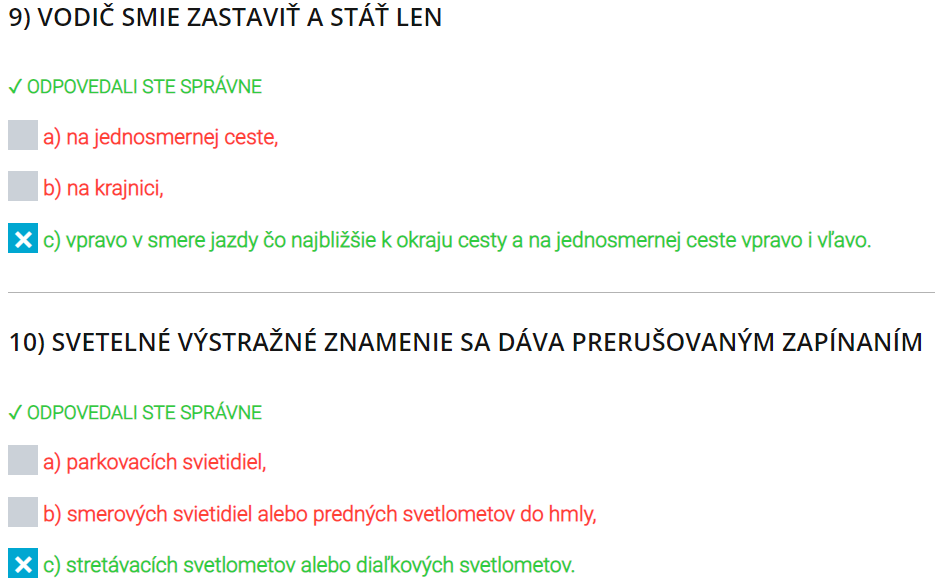 9) VODIČ SMIE ZASTAVIŤ A STÁŤ LEN
✓ ODPOVEDALI STE SPRÁVNE
a) na jednosmernej ceste,
b) na krajnici,
c) vpravo v smere jazdy čo najbližšie k okraju cesty a na jednosmernej ceste vpravo i vľavo.
10) SVETELNÉ VÝSTRAŽNÉ ZNAMENIE SA DÁVA PRERUŠOVANÝM ZAPÍNANÍM
✓ ODPOVEDALI STE SPRÁVNE
a) parkovacích svietidiel,
b) smerových svietidiel alebo predných svetlometov do hmly,
c) stretávacích svetlometov alebo diaľkových svetlometov.